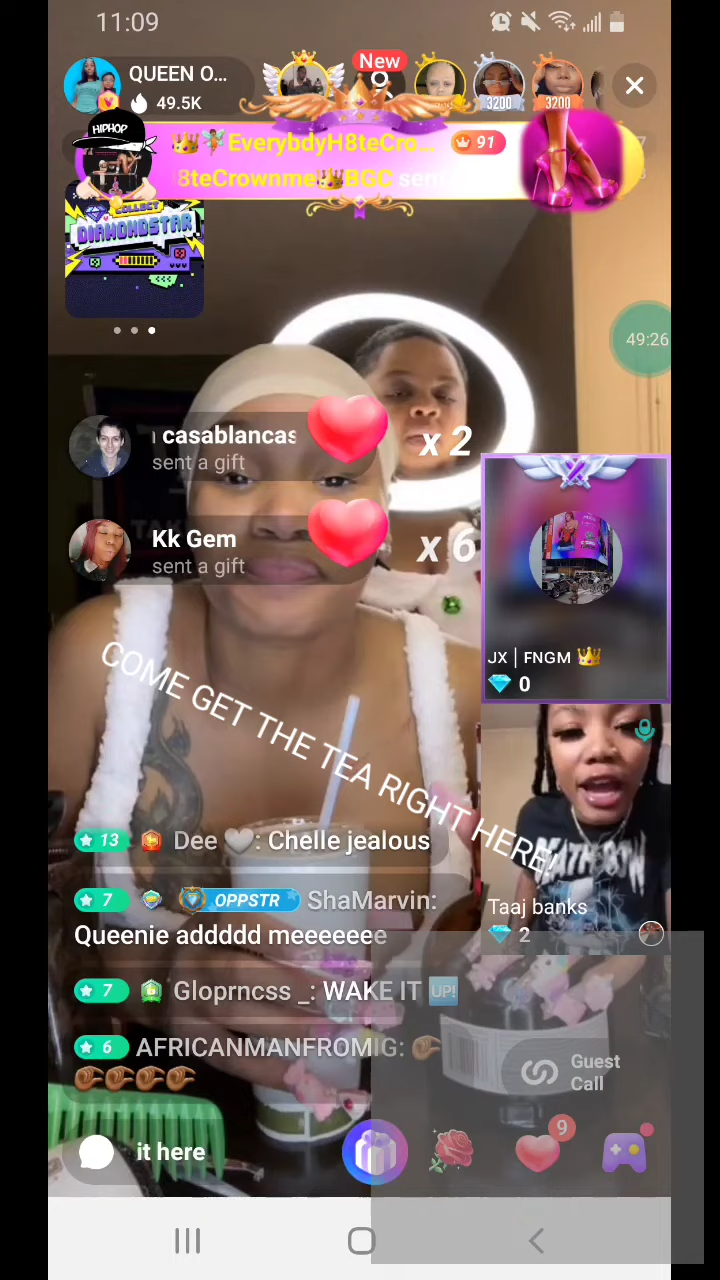 11:09
QUEEN O...
49.5K
New
9
3200
3200
HIPHOP
EverybdyH8teCro...
91
8teCrownme👑BGC sent
COLLECT
DIAMONDSTAR
49:26
casablancas
sent a gift
x 2
Kk Gem
sent a gift
x 6
JX | FNGM 👑
0
COME GET THE TEA RIGHT HERE!
13 Dee 🤍: Chelle jealous
7 OPPSTR ShaMarvin:
Queenie addddd meeeeeee
Taaj banks
2
7 Gloprncss _: WAKE IT UP!
6 AFRICANMANFROMIG: 🤏🏾
🤏🏾🤏🏾🤏🏾🤏🏾
Guest
Call
it here
9